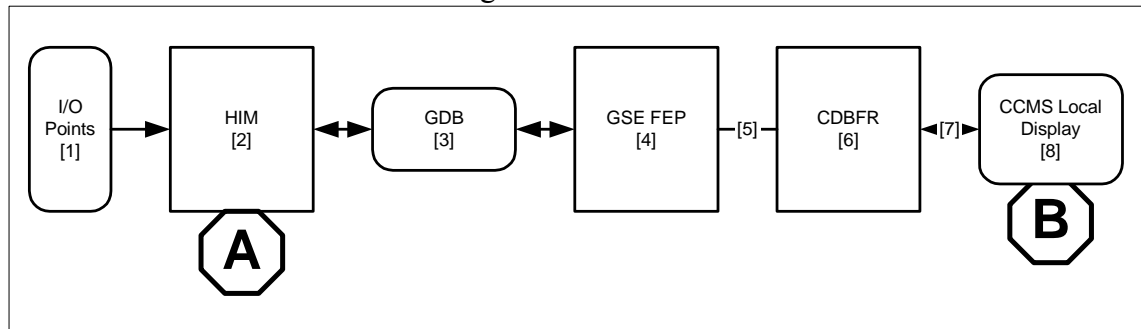 I/O
Points
[1]
HIM
[2]
GDB
[3]
GSE FEP
[4]
[5]
CDBFR
[6]
[7]
CCMS Local
Display
[8]
A
B